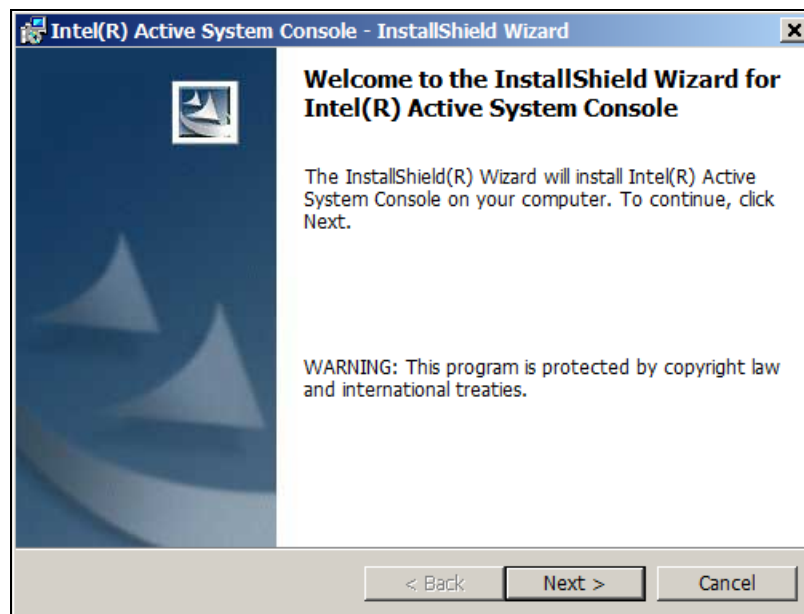 Intel(R) Active System Console - InstallShield Wizard
Welcome to the InstallShield Wizard for
Intel(R) Active System Console
The InstallShield(R) Wizard will install Intel(R) Active
System Console on your computer. To continue, click
Next.
WARNING: This program is protected by copyright law
and international treaties.
< Back Next > Cancel